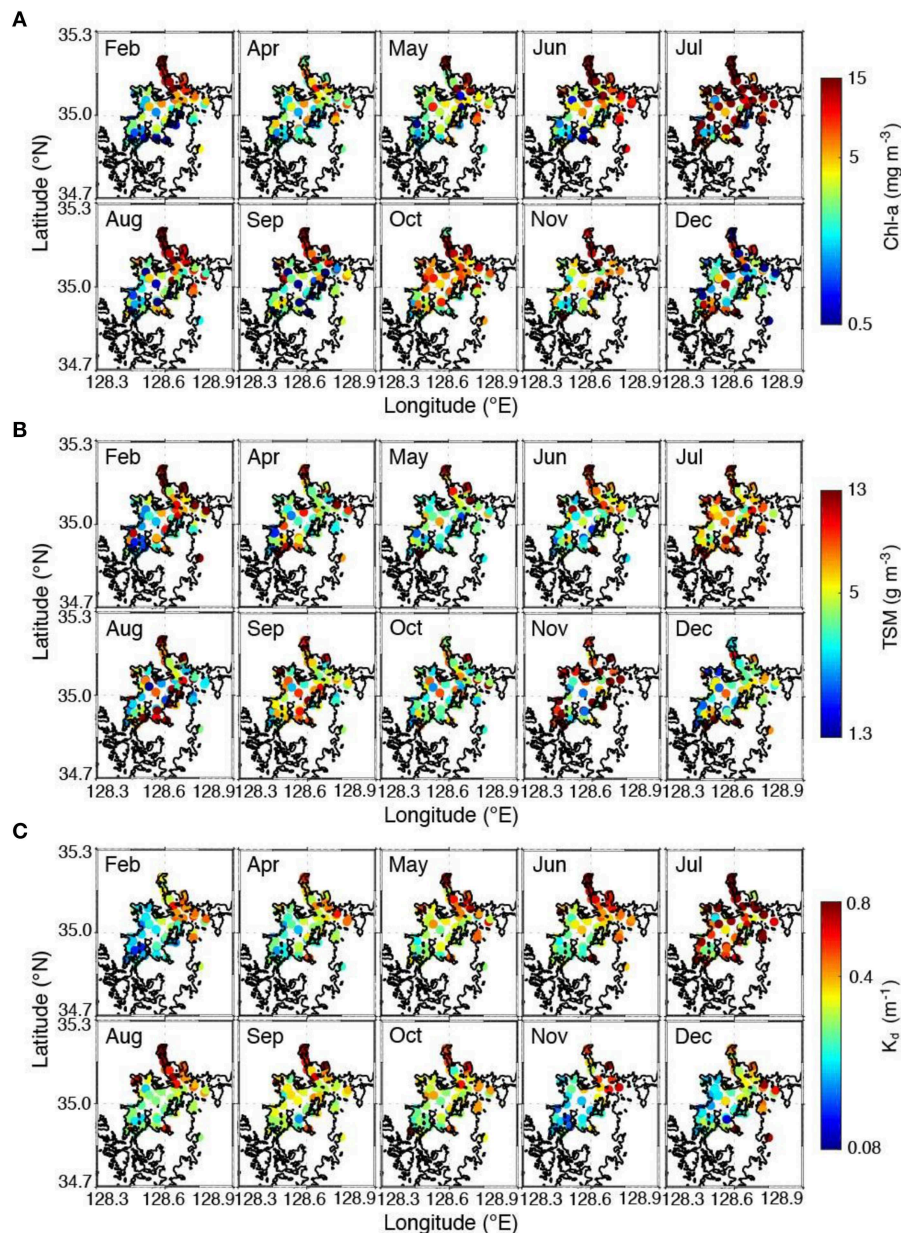 A
35.3
Feb
Apr
May
Jun
Jul
35.0
34.7
35.3
Aug
Sep
Oct
Nov
Dec
35.0
34.7
128.3 128.6 128.9 128.3 128.6 128.9 128.3 128.6 128.9 128.3 128.6 128.9 128.3 128.6 128.9
Latitude (°N)
Longitude (°E)
15
5
0.5
Chl-a (mg m-3)
B
35.3
Feb
Apr
May
Jun
Jul
35.0
34.7
35.3
Aug
Sep
Oct
Nov
Dec
35.0
34.7
128.3 128.6 128.9 128.3 128.6 128.9 128.3 128.6 128.9 128.3 128.6 128.9 128.3 128.6 128.9
Latitude (°N)
Longitude (°E)
13
5
1.3
TSM (g m-3)
C
35.3
Feb
Apr
May
Jun
Jul
35.0
34.7
35.3
Aug
Sep
Oct
Nov
Dec
35.0
34.7
128.3 128.6 128.9 128.3 128.6 128.9 128.3 128.6 128.9 128.3 128.6 128.9 128.3 128.6 128.9
Latitude (°N)
Longitude (°E)
0.8
0.4
0.08
Kd (m-1)